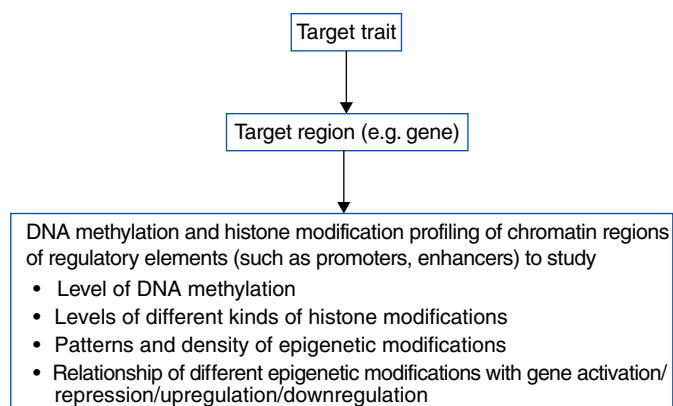 Target trait
Target region (e.g. gene)
DNA methylation and histone modification profiling of chromatin regions
of regulatory elements (such as promoters, enhancers) to study
• Level of DNA methylation
• Levels of different kinds of histone modifications
• Patterns and density of epigenetic modifications
• Relationship of different epigenetic modifications with gene activation/
repression/upregulation/downregulation